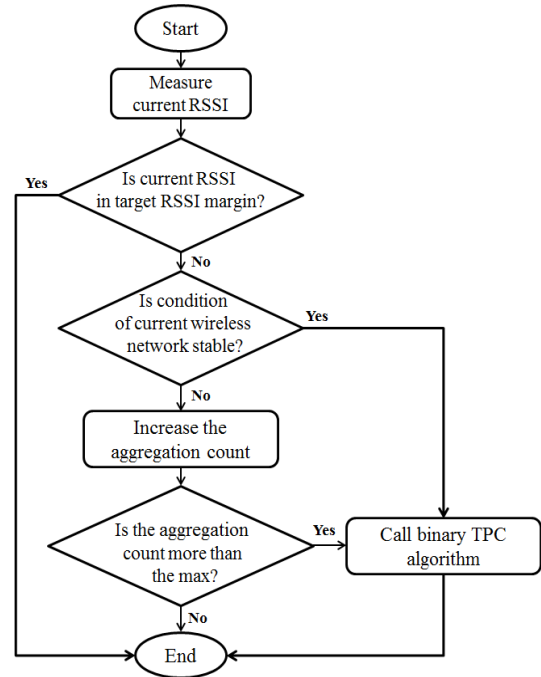 Start
Measure
current RSSI
Yes
Is current RSSI
in target RSSI margin?
No
Is condition
of current wireless
network stable?
Yes
No
Increase the
aggregation count
Is the aggregation
count more than
the max?
Yes
Call binary TPC
algorithm
No
End